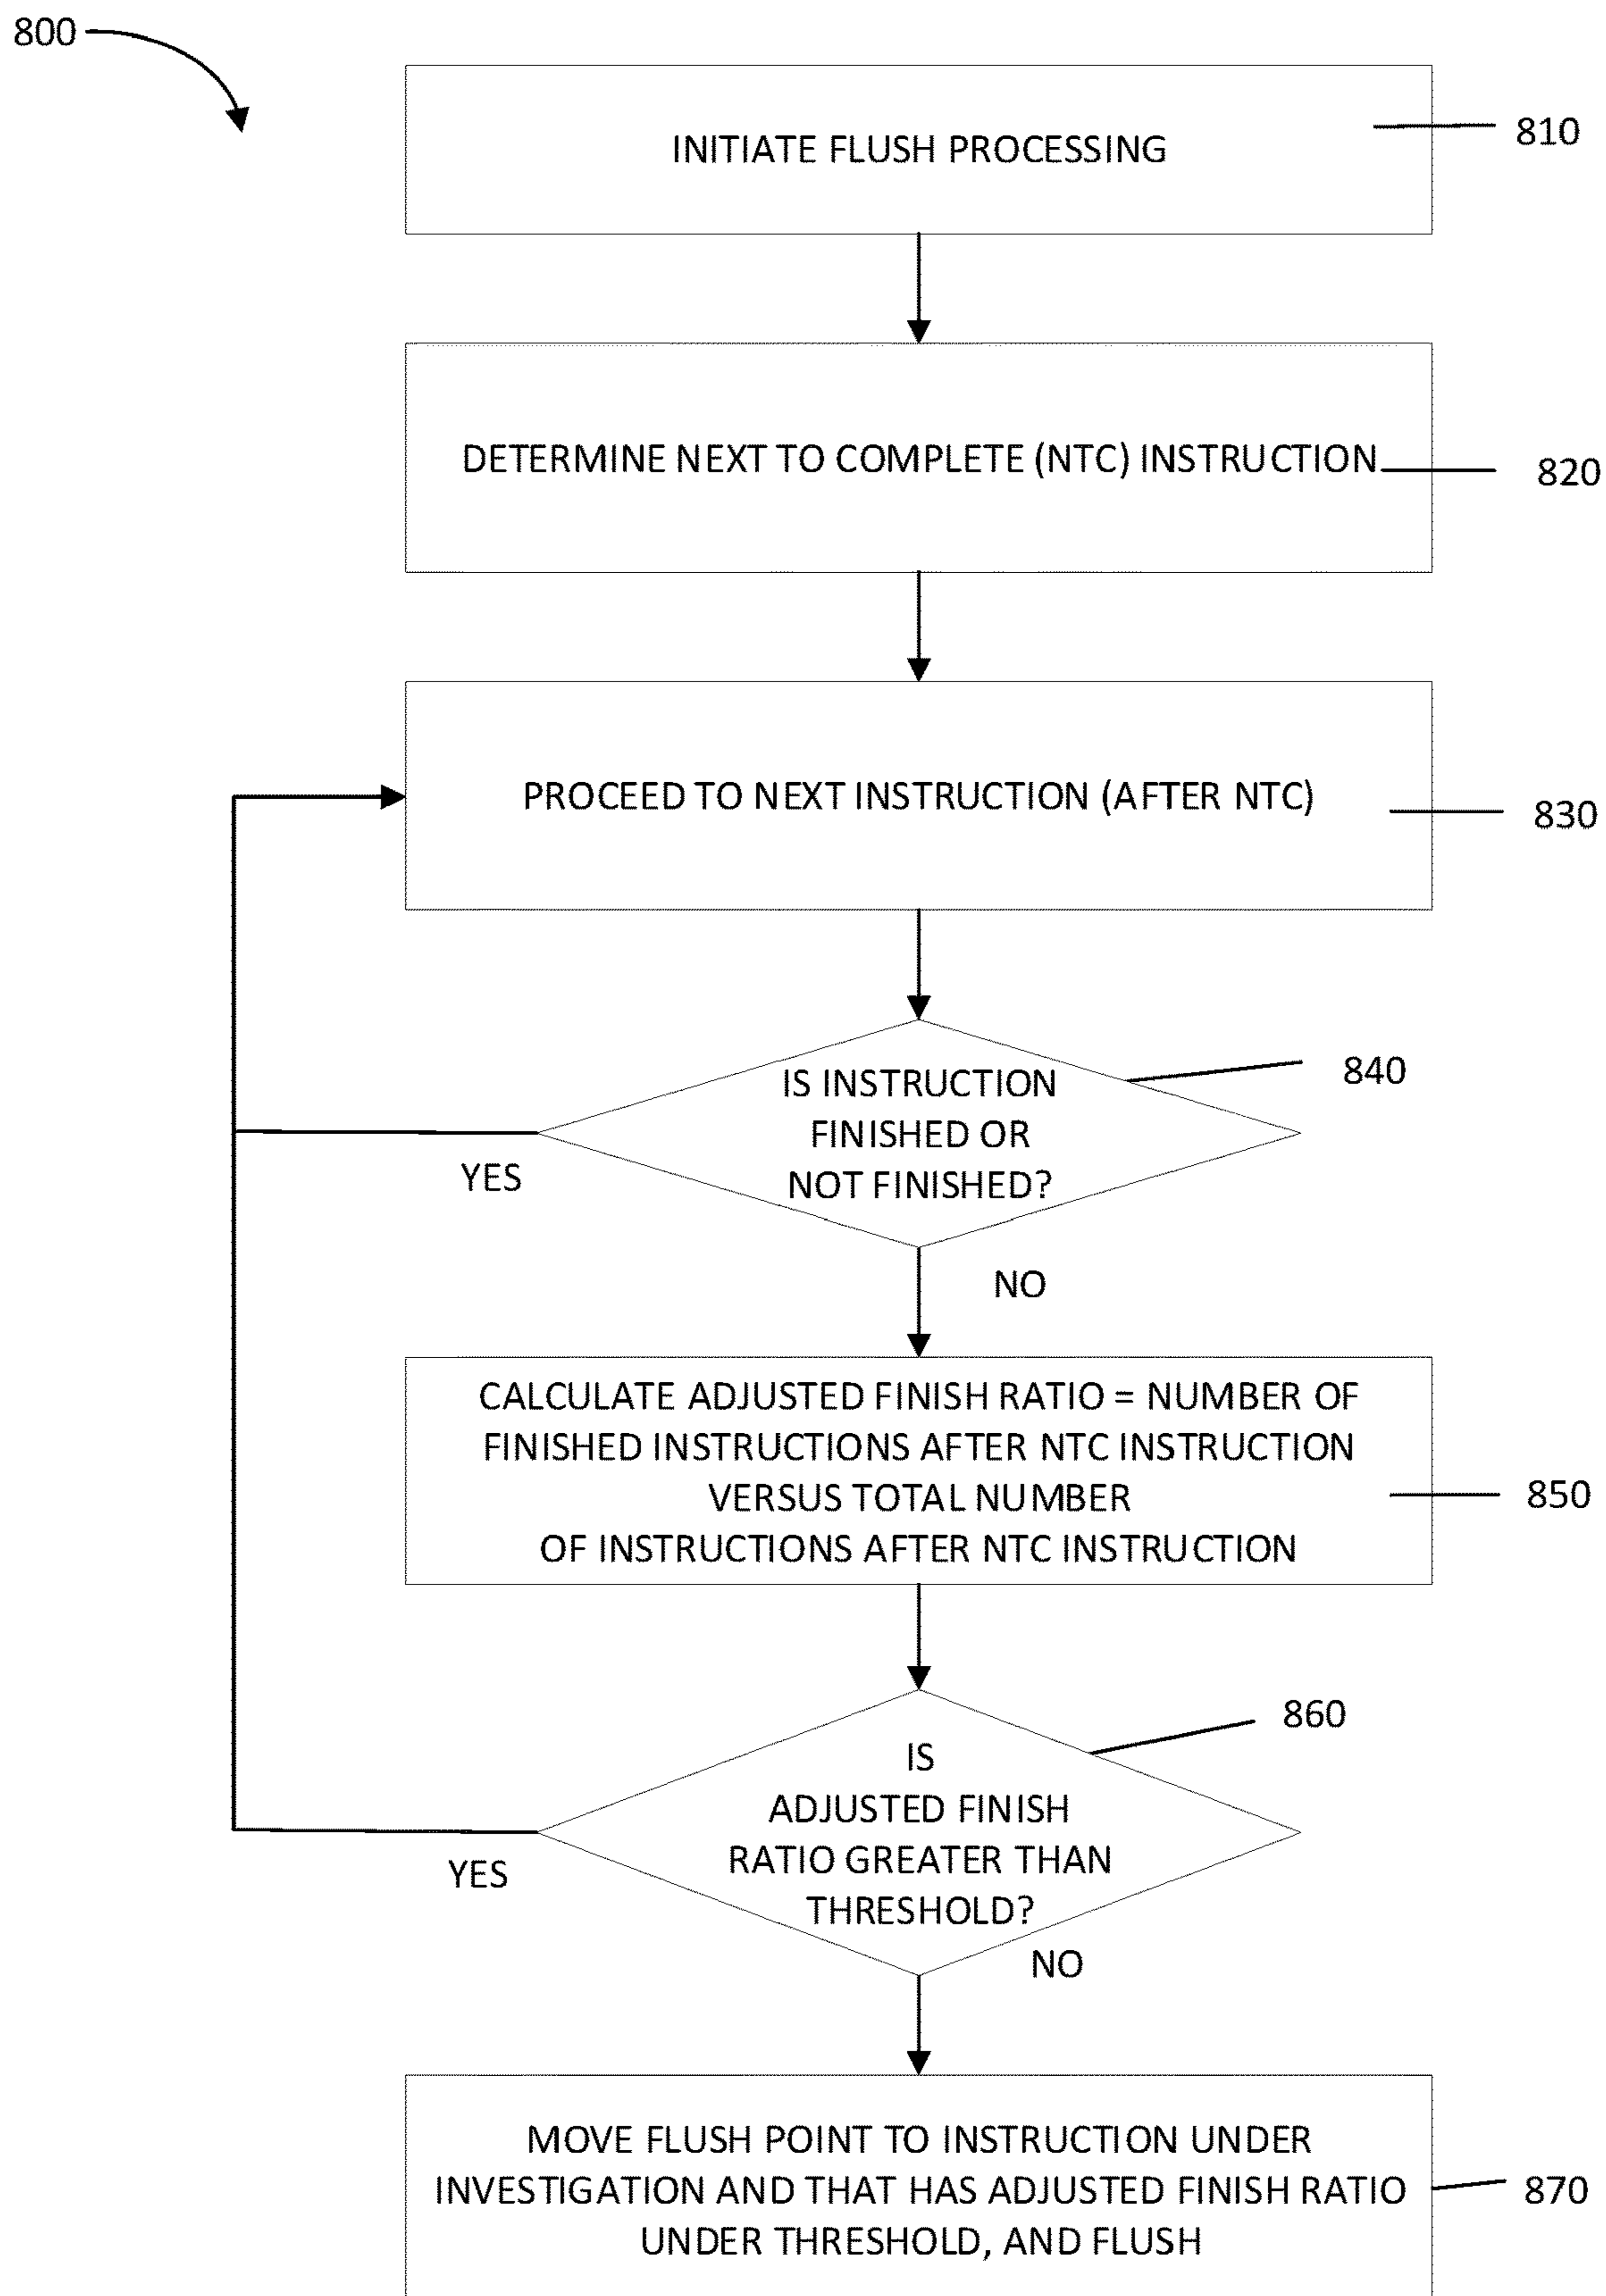 800
INITIATE FLUSH PROCESSING
810
DETERMINE NEXT TO COMPLETE (NTC) INSTRUCTION
820
PROCEED TO NEXT INSTRUCTION (AFTER NTC)
830
IS INSTRUCTION
FINISHED OR
NOT FINISHED?
840
YES
NO
CALCULATE ADJUSTED FINISH RATIO = NUMBER OF
FINISHED INSTRUCTIONS AFTER NTC INSTRUCTION
VERSUS TOTAL NUMBER
OF INSTRUCTIONS AFTER NTC INSTRUCTION
850
IS
ADJUSTED FINISH
RATIO GREATER THAN
THRESHOLD?
860
YES
NO
MOVE FLUSH POINT TO INSTRUCTION UNDER
INVESTIGATION AND THAT HAS ADJUSTED FINISH RATIO
UNDER THRESHOLD, AND FLUSH
870